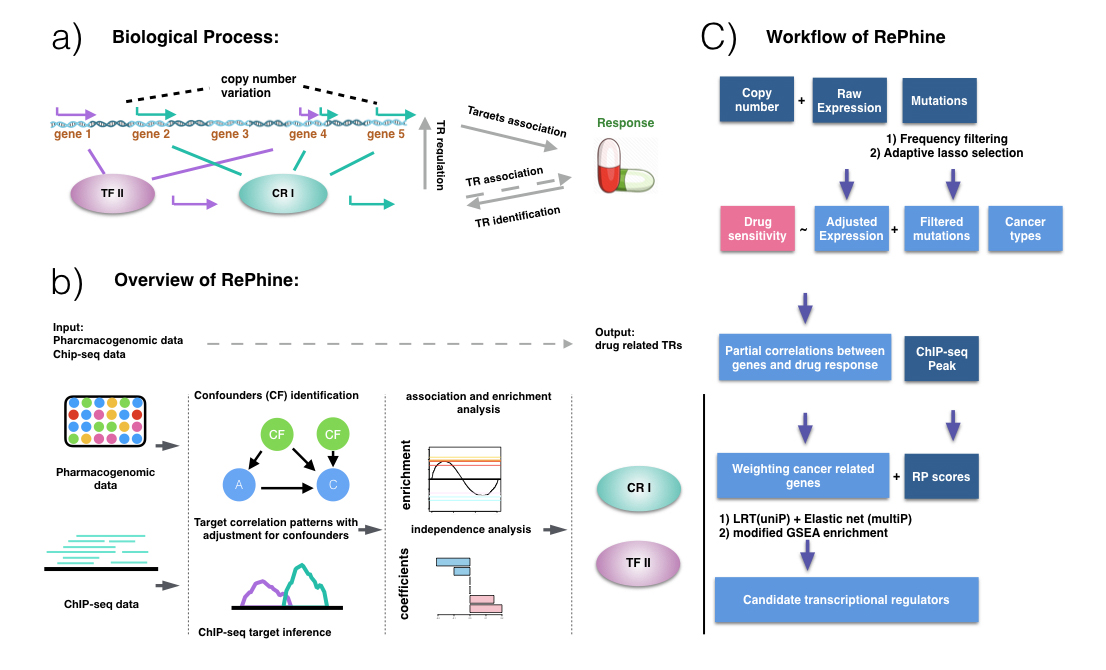 a)
Biological Process:
copy number
variation
gene 1
gene 2
gene 3
gene 4
gene 5
TF II
CR I
TR regulation
Targets association
TR association
TR identification
Response
b)
Overview of RePhine:
Input:
Pharcmacogenomic data
Chip-seq data
Output:
drug related TRs
Pharmacogenomic
data
ChIP-seq data
Confounders (CF) identification
CF
CF
A
C
Target correlation patterns with
adjustment for confounders
ChIP-seq target inference
association and enrichment
analysis
enrichment
independence analysis
coefficients
CR I
TF II
C)
Workflow of RePhine
Copy
number
+
Raw
Expression
Mutations
1) Frequency filtering
2) Adaptive lasso selection
Drug
sensitivity
~
Adjusted
Expression
+
Filtered
mutations
Cancer
types
Partial correlations between
genes and drug response
ChIP-seq
Peak
Weighting cancer related
genes
+
RP scores
1) LRT(uniP) + Elastic net (multiP)
2) modified GSEA enrichment
Candidate transcriptional regulators